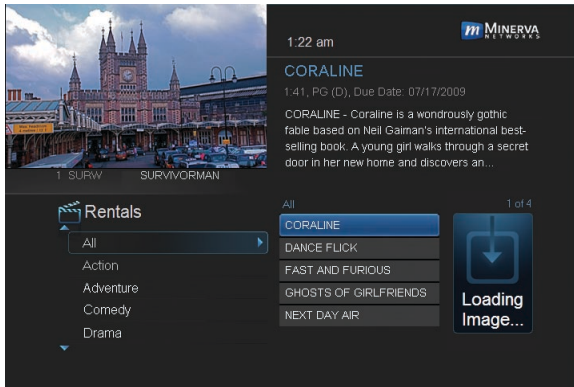 1:22 am
MINERVA
NETWORKS
CORALINE
1:41, PG (D), Due Date: 07/17/2009
CORALINE - Coraline is a wondrously gothic
fable based on Neil Gaiman's international best-
selling book. A young girl walks through a secret
door in her new home and discovers an...
1 SURW SURVIVORMAN
Rentals
All
Action
Adventure
Comedy
Drama
All 1 of 4
CORALINE
DANCE FLICK
FAST AND FURIOUS
GHOSTS OF GIRLFRIENDS
NEXT DAY AIR
Loading
Image...